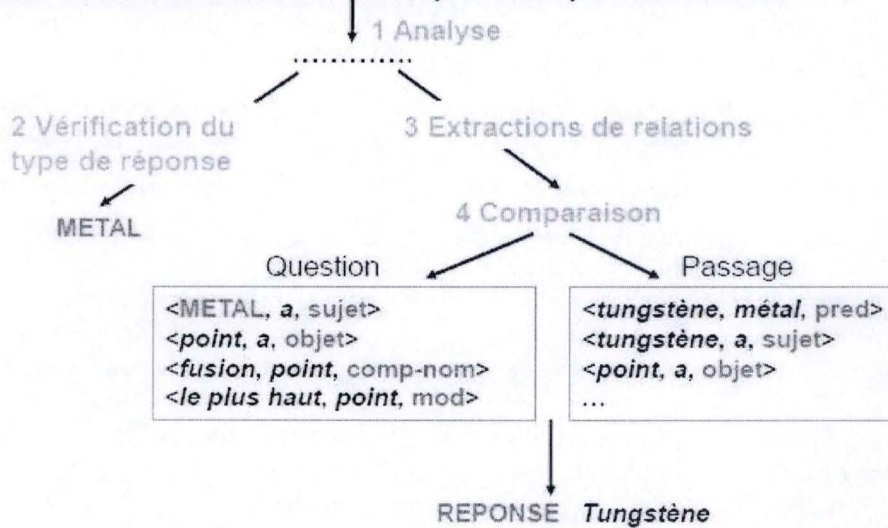 1 Analyse
2 Vérification du
type de réponse
3 Extractions de relations
METAL
4 Comparaison
Question
Passage
<METAL, a, sujet>
<point, a, objet>
<fusion, point, comp-nom>
<le plus haut, point, mod>
<tungstène, métal, pred>
<tungstène, a, sujet>
<point, a, objet>
...
REPONSE Tungstène